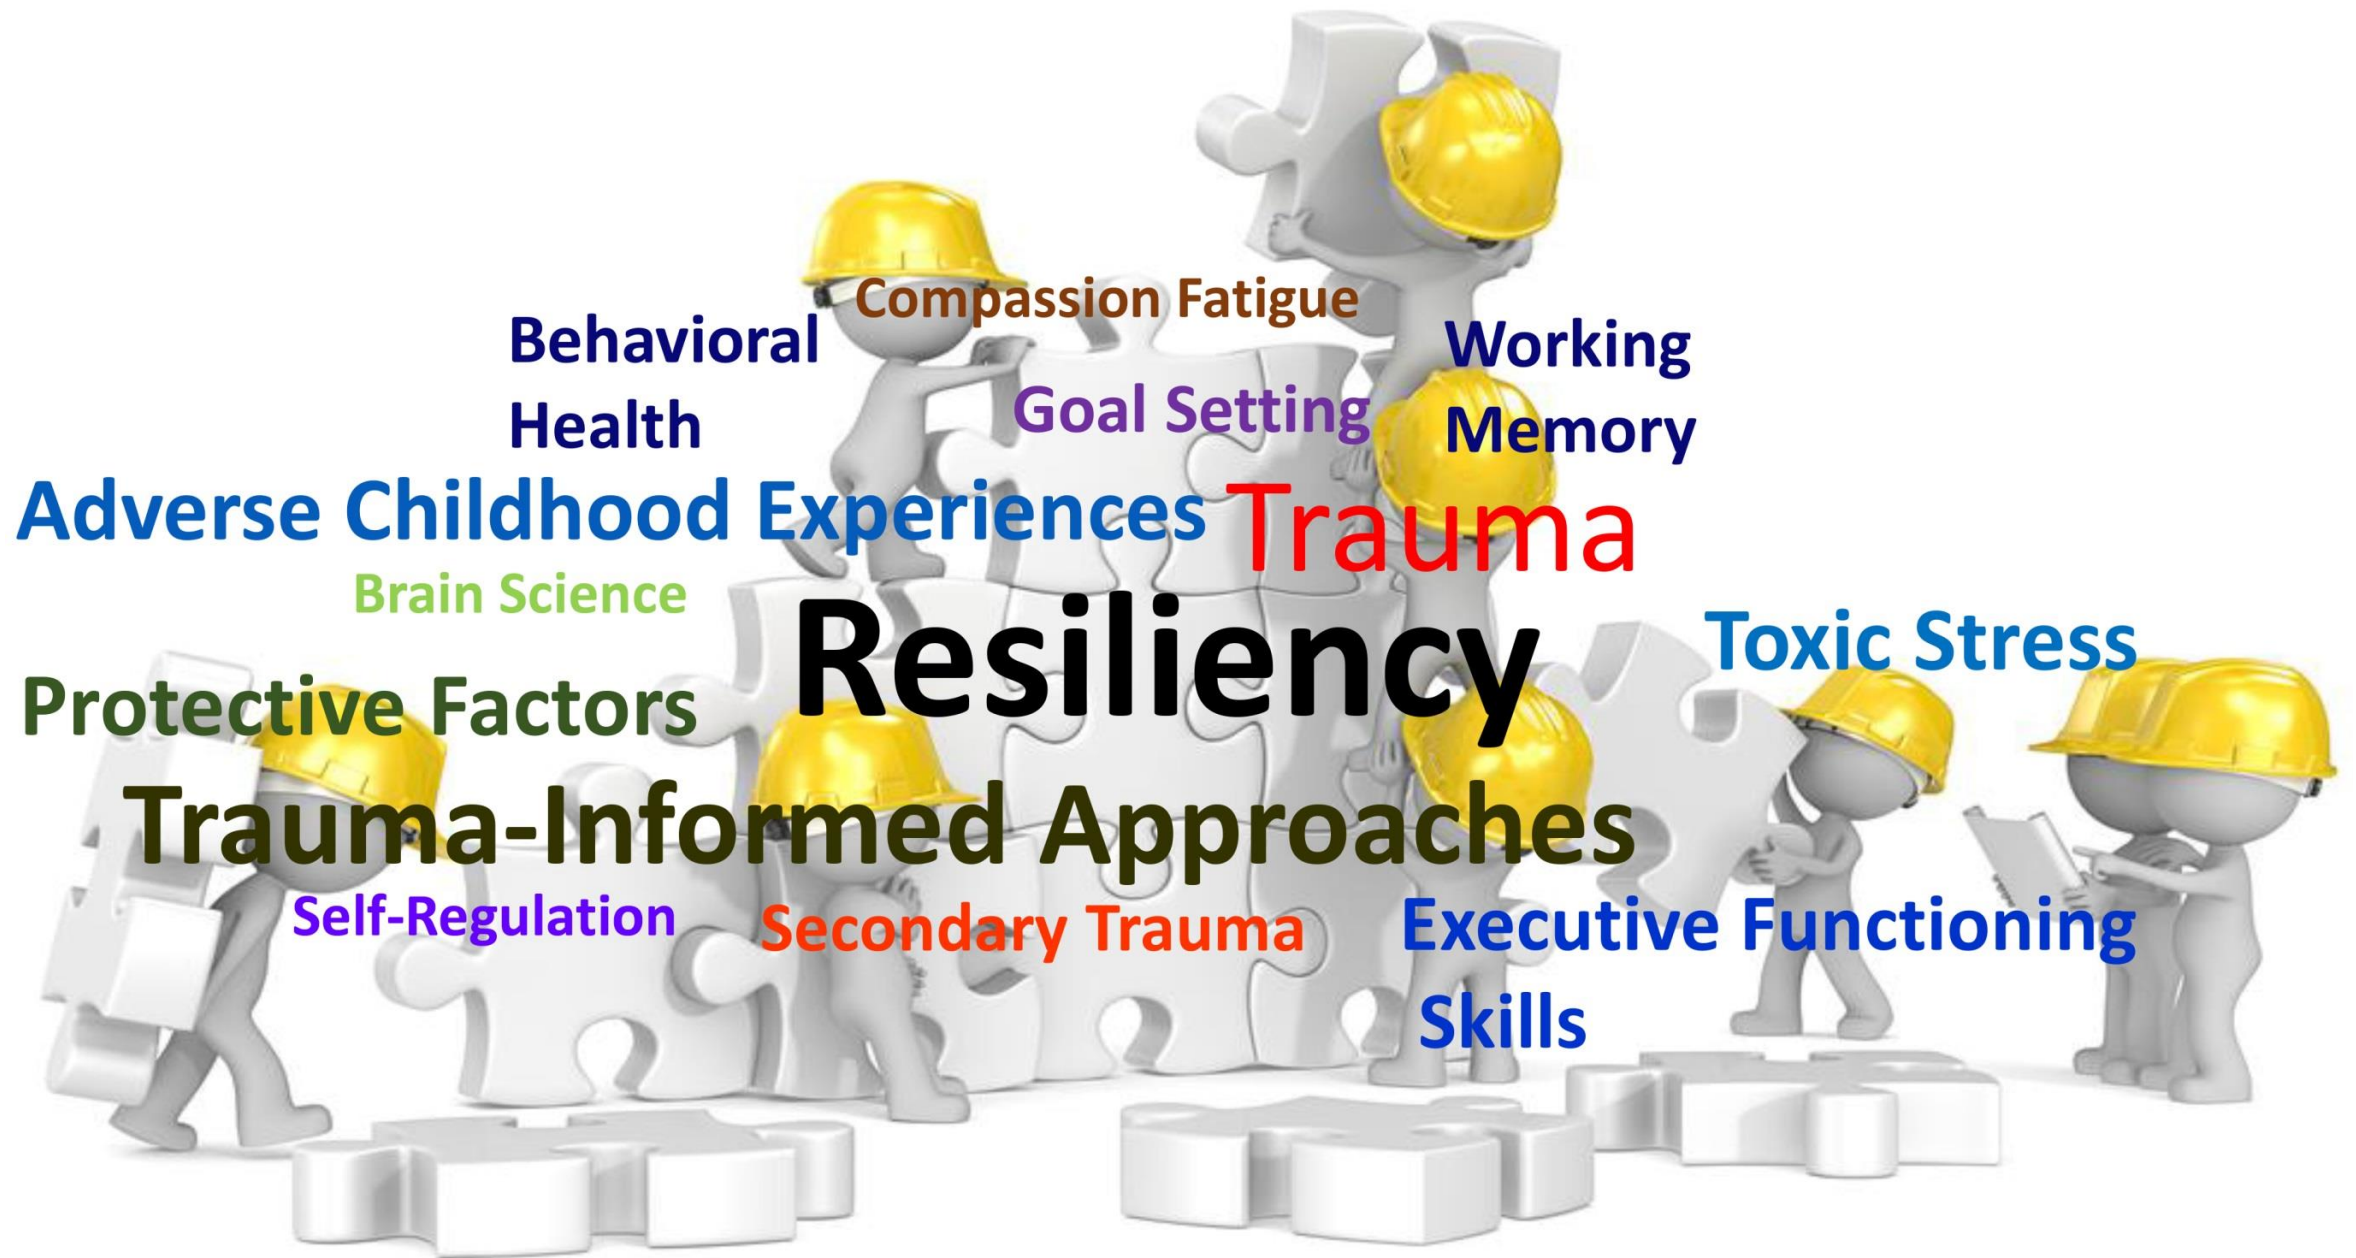 Compassion Fatigue
Behavioral
Health
Working
Memory
Goal Setting
Adverse Childhood Experiences
Trauma
Brain Science
Resiliency
Toxic Stress
Protective Factors
Trauma-Informed Approaches
Self-Regulation
Secondary Trauma
Executive Functioning
Skills